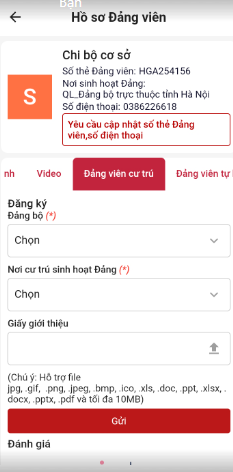 Bản
Hồ sơ Đảng viên
S
Chi bộ cơ sở
Số thẻ Đảng viên: HGA254156
Nơi sinh hoạt Đảng:
QL_Đảng bộ trực thuộc tỉnh Hà Nội
Số điện thoại: 0386226618
Yêu cầu cập nhật số thẻ Đảng
viên,số điện thoại
nh Video Đảng viên cư trú Đảng viên tự
Đăng ký
Đảng bộ (*)
Chọn
Nơi cư trú sinh hoạt Đảng (*)
Chọn
Giấy giới thiệu
(Chú ý: Hỗ trợ file
jpg, .gif, .png, .jpeg, .bmp, .ico, .xls, .doc, .ppt, .xlsx, .
docx, .pptx, .pdf và tối đa 10MB)
Gửi
Đánh giá